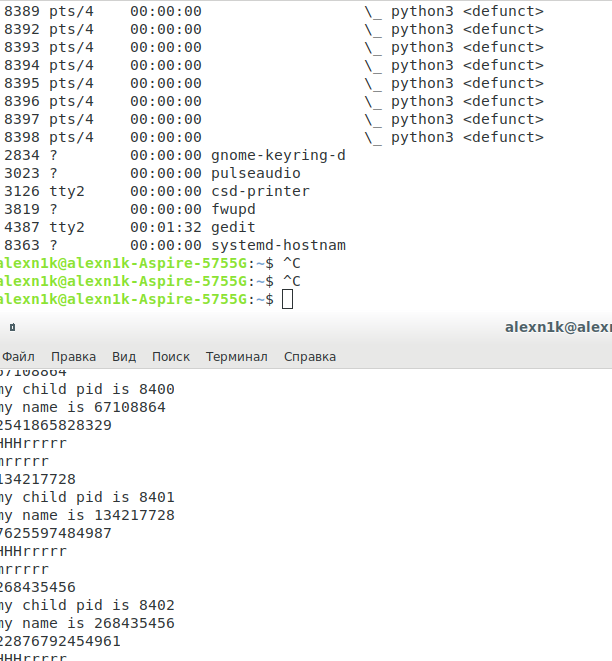 8389 pts/4 00:00:00 \_ python3 <defunct>
8392 pts/4 00:00:00 \_ python3 <defunct>
8393 pts/4 00:00:00 \_ python3 <defunct>
8394 pts/4 00:00:00 \_ python3 <defunct>
8395 pts/4 00:00:00 \_ python3 <defunct>
8396 pts/4 00:00:00 \_ python3 <defunct>
8397 pts/4 00:00:00 \_ python3 <defunct>
8398 pts/4 00:00:00 \_ python3 <defunct>
2834 ? 00:00:00 gnome-keyring-d
3023 ? 00:00:00 pulseaudio
3126 tty2 00:00:00 csd-printer
3819 ? 00:00:00 fwupd
4387 tty2 00:01:32 gedit
8363 ? 00:00:00 systemd-hostnam
alexn1k@alexn1k-Aspire-5755G:~$ ^C
alexn1k@alexn1k-Aspire-5755G:~$ ^C
alexn1k@alexn1k-Aspire-5755G:~$
alexn1k@alexn
Файл Правка Вид Поиск Терминал Справка
67108864
my child pid is 8400
my name is 67108864
2541865828329
HHHrrrrr
mrrrrr
134217728
my child pid is 8401
my name is 134217728
7625597484987
HHHrrrrr
mrrrrr
268435456
my child pid is 8402
my name is 268435456
22876792454961
HHHrrrrr